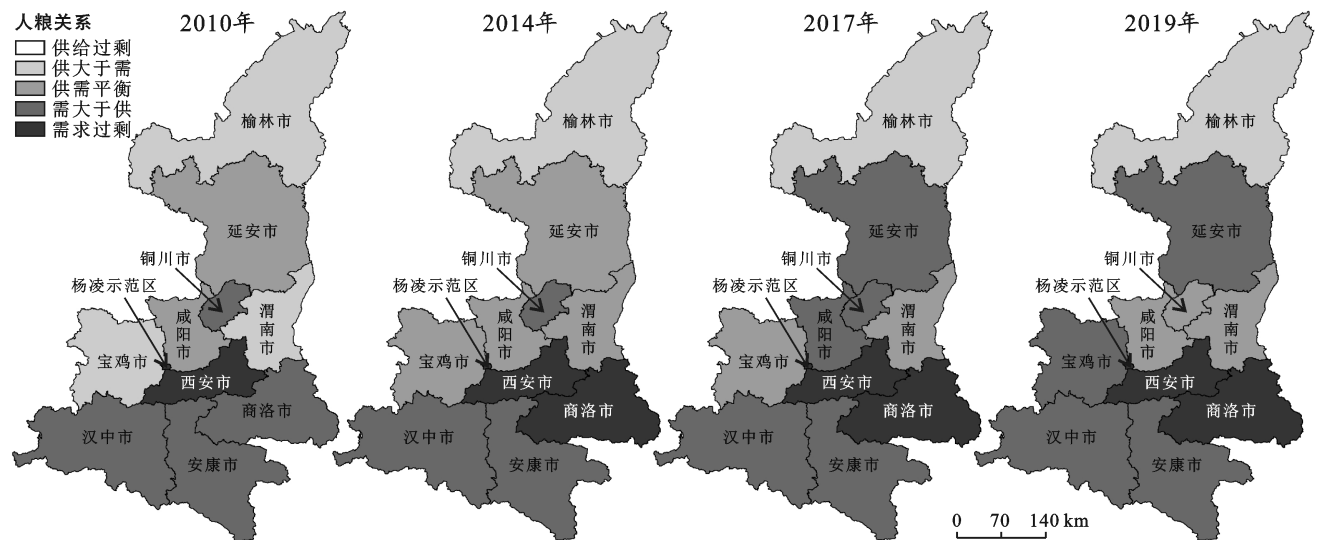 人粮关系
供给过剩
供大于需
供需平衡
需大于供
需求过剩
2010年
榆林市
延安市
铜川市
杨凌示范区
咸阳市
渭南市
宝鸡市
西安市
商洛市
汉中市
安康市
2014年
榆林市
延安市
铜川市
杨凌示范区
咸阳市
渭南市
宝鸡市
西安市
商洛市
汉中市
安康市
2017年
榆林市
延安市
铜川市
杨凌示范区
咸阳市
渭南市
宝鸡市
西安市
商洛市
汉中市
安康市
2019年
榆林市
延安市
铜川市
杨凌示范区
咸阳市
渭南市
宝鸡市
西安市
商洛市
汉中市
安康市
0 70 140 km